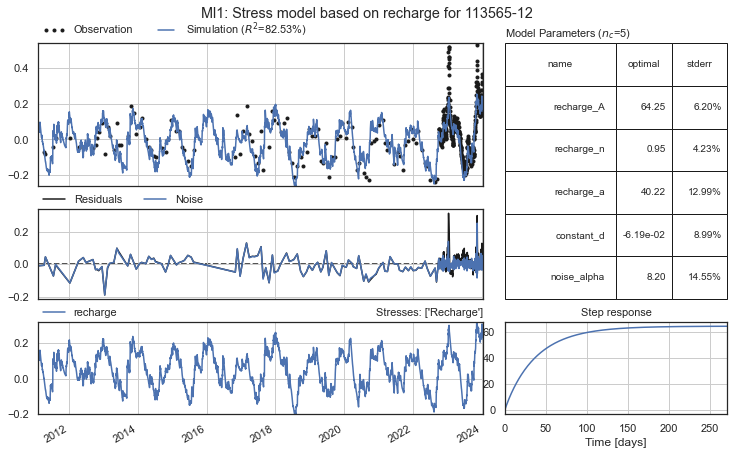 MI1: Stress model based on recharge for 113565-12
Observation
Simulation (R²=82.53%)
0.4
0.2
0.0
−0.2
Residuals
Noise
0.2
0.0
−0.2
recharge
Stresses: ['Recharge']
0.2
0.0
−0.2
2012
2014
2016
2018
2020
2022
2024
Model Parameters (n_c=5)
name optimal stderr
recharge_A 64.25 6.20%
recharge_n 0.95 4.23%
recharge_a 40.22 12.99%
constant_d -6.19e-02 8.99%
noise_alpha 8.20 14.55%
Step response
60
40
20
0
0 50 100 150 200 250
Time [days]